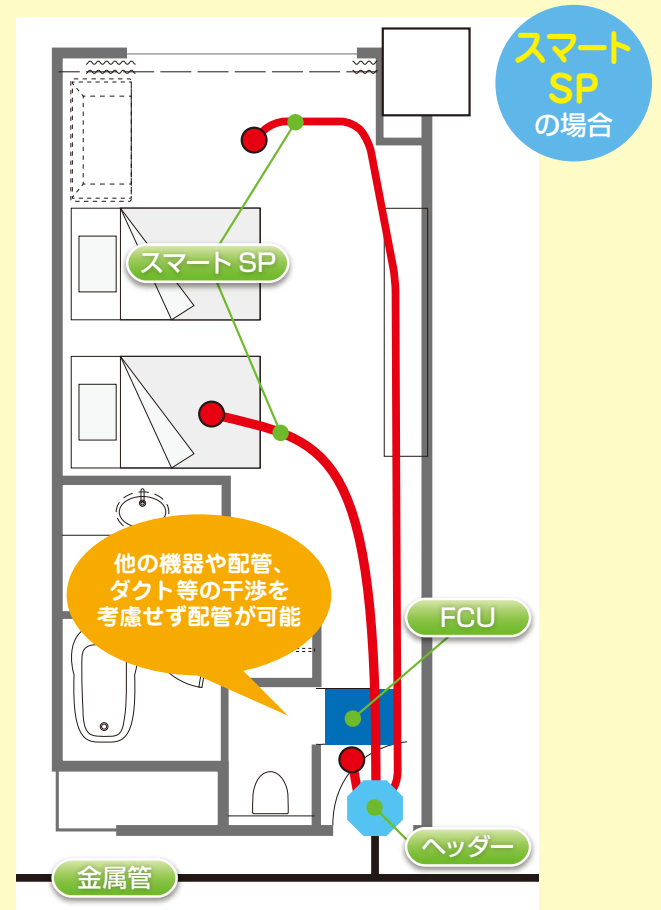 スマート
SP
の場合
スマート SP
他の機器や配管、
ダクト等の干渉を
考慮せず配管が可能
FCU
ヘッダー
金属管